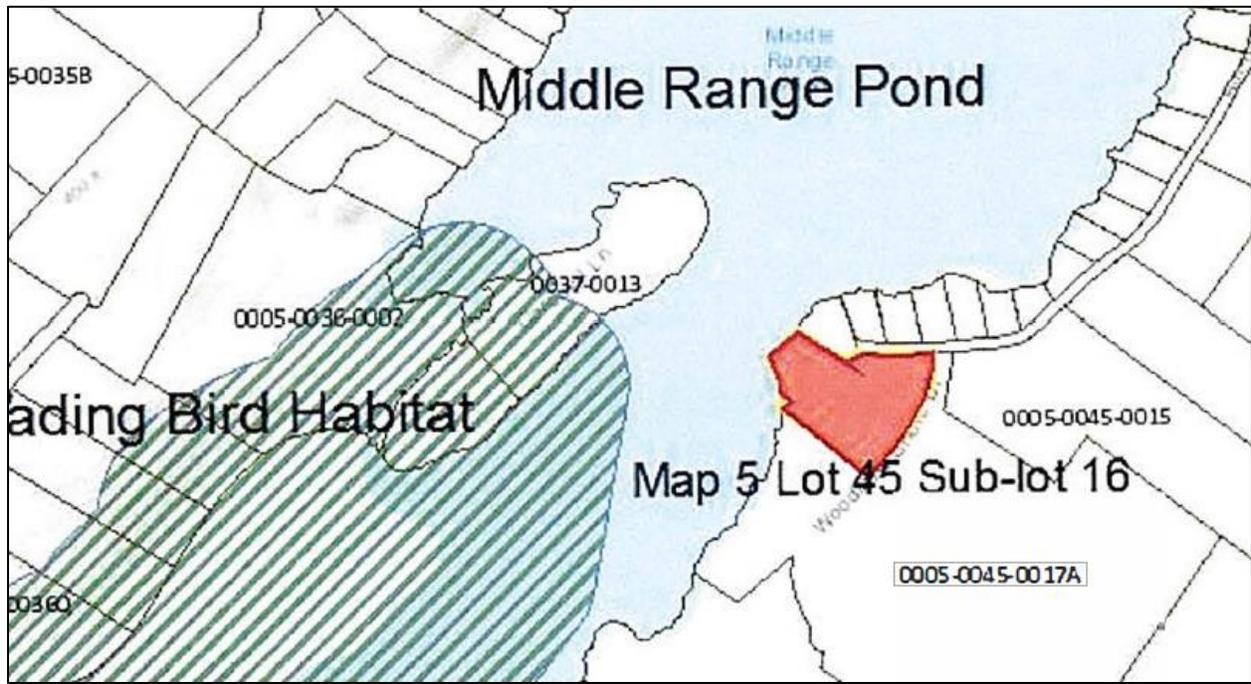 Middle
Range
5-0035B
Middle Range Pond
0037-0013
0005-0036-0002
ading Bird Habitat
0005-0045-0015
Map 5 Lot 45 Sub-lot 16
0005-0045-0017A
0036Q